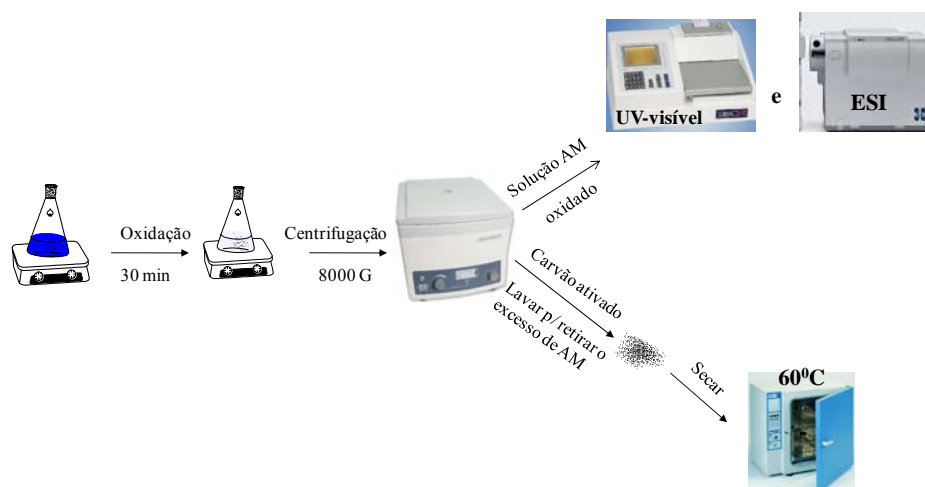 UV-visível
e
ESI
Solução AM
oxidado
Oxidação
30 min
Centrifugação
8000 G
Carvão ativado
Lavar p/ retirar o
excesso de AM
Secar
60⁰C